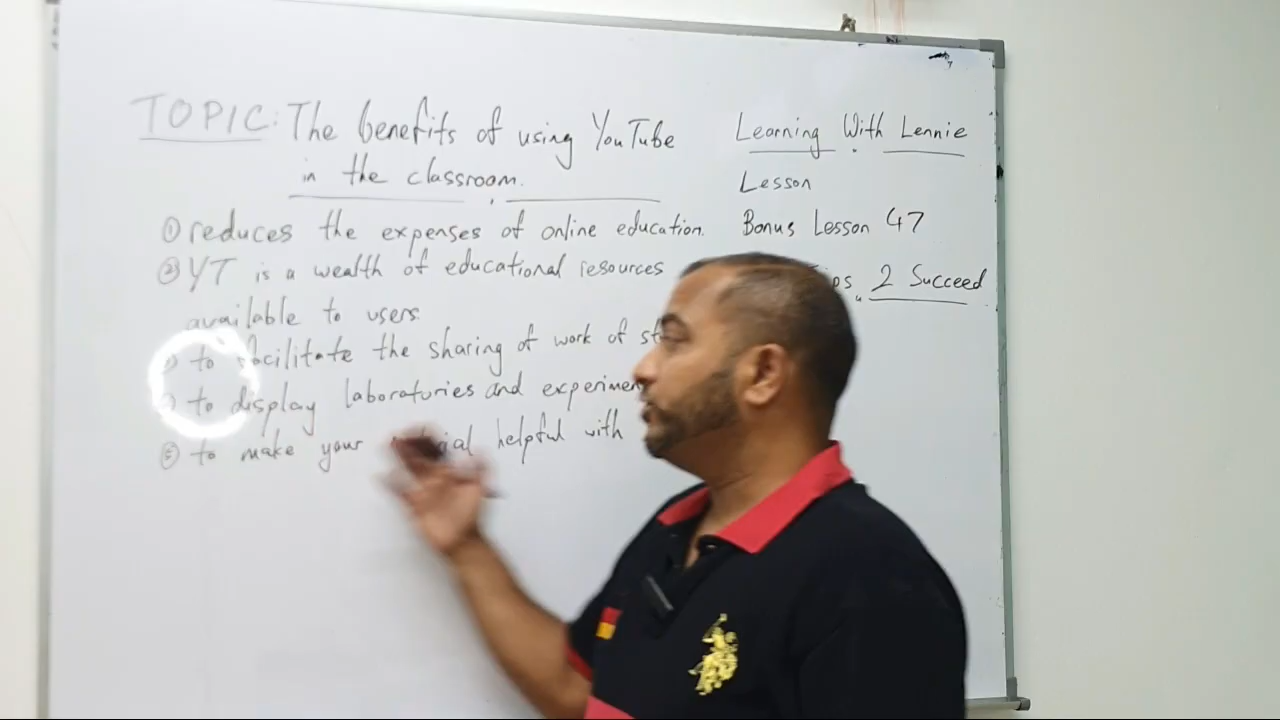 TOPIC: The benefits of using YouTube
in the classroom.
① reduces the expenses of online education.
② YT is a wealth of educational resources
available to users
to facilitate the sharing of work of
to display laboratories and
⑤ to make your helpful with
Learning With Lennie
Lesson
Bonus Lesson 47
2 Succeed